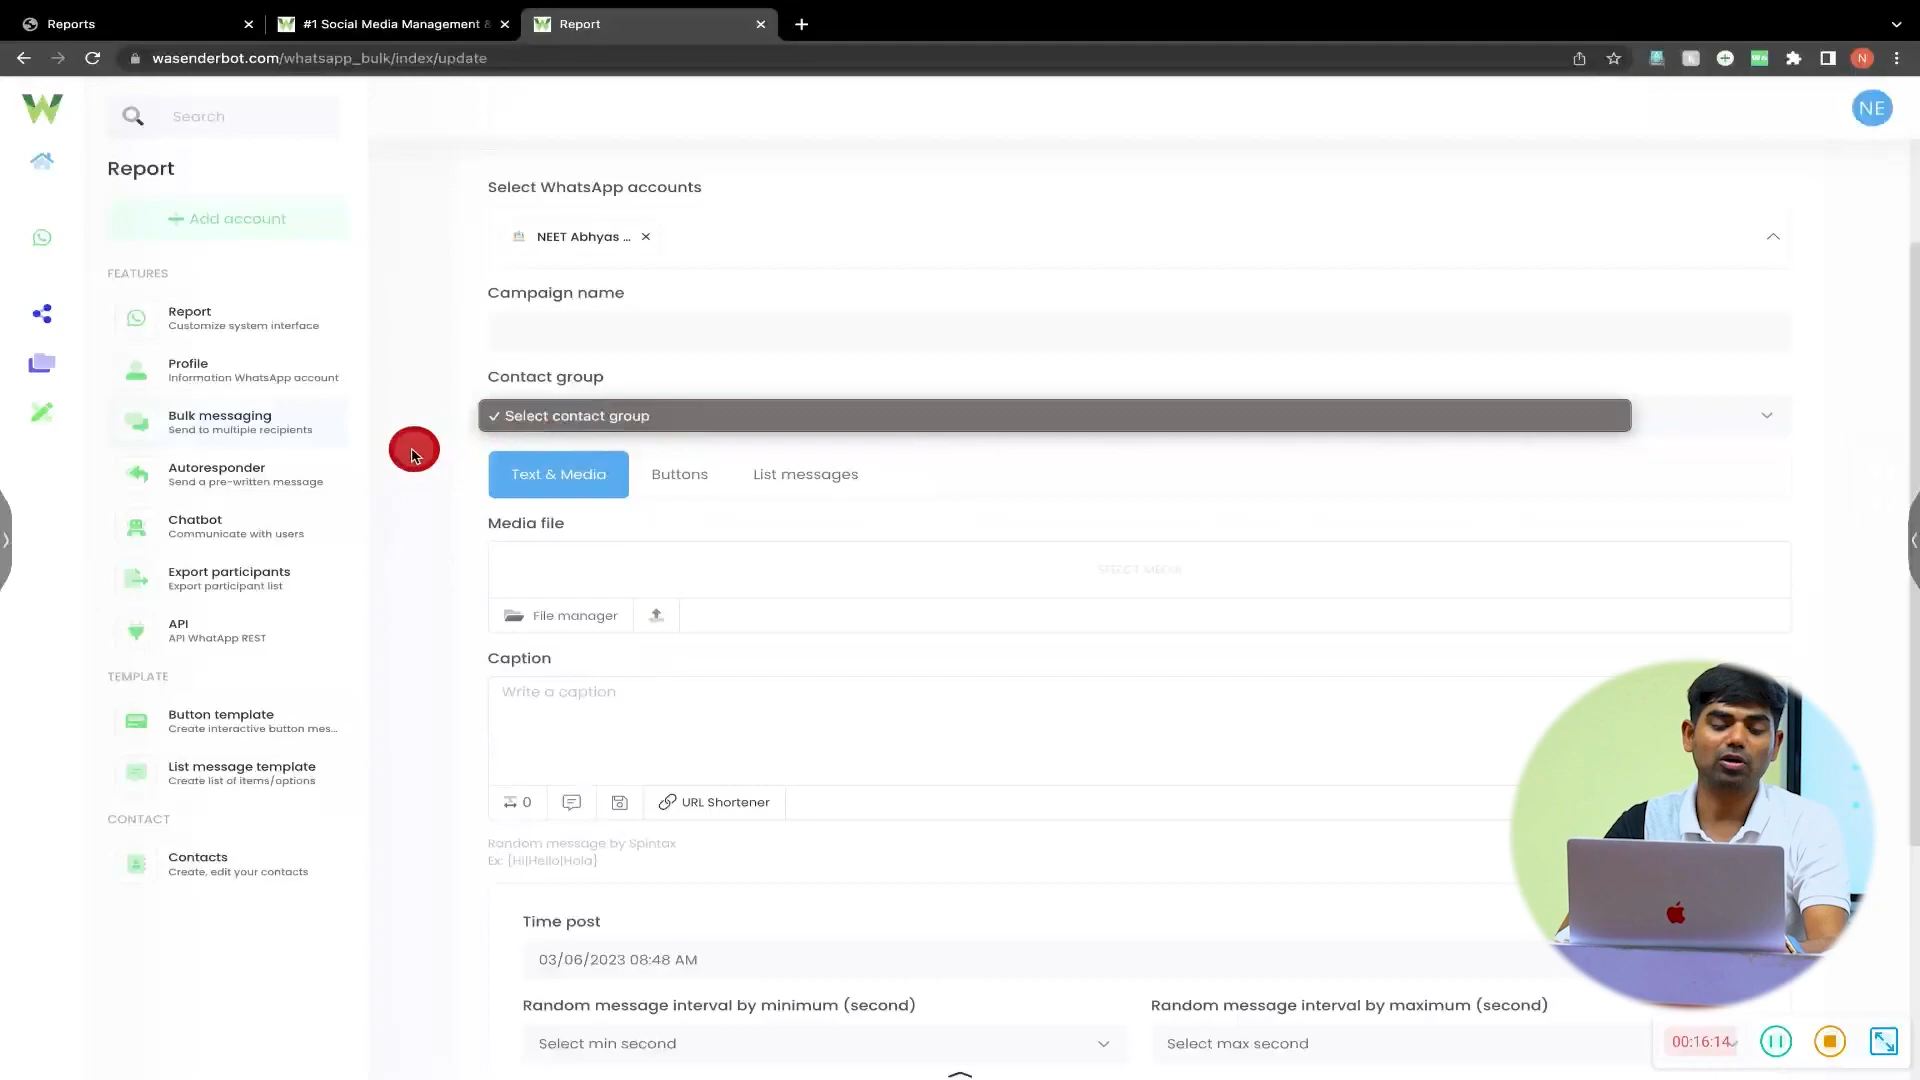 Reports
#1 Social Media Management &
Report
wasenderbot.com/whatsapp_bulk/index/update
N
Search
NE
Report
Add account
FEATURES
Report
Customize system interface
Profile
Information WhatsApp account
Bulk messaging
Send to multiple recipients
Autoresponder
Send a pre-written message
Chatbot
Communicate with users
Export participants
Export participant list
API
API WhatApp REST
TEMPLATE
Button template
Create interactive button mes...
List message template
Create list of items/options
CONTACT
Contacts
Create, edit your contacts
Select WhatsApp accounts
NEET Abhyas ...
Campaign name
Contact group
✓ Select contact group
Text & Media Buttons List messages
Media file
SELECT MEDIA
File manager
Caption
Write a caption
0 URL Shortener
Random message by Spintax
Ex: {Hi|Hello|Hola}
Time post
03/06/2023 08:48 AM
Random message interval by minimum (second)
Select min second
Random message interval by maximum (second)
Select max second
00:16:14